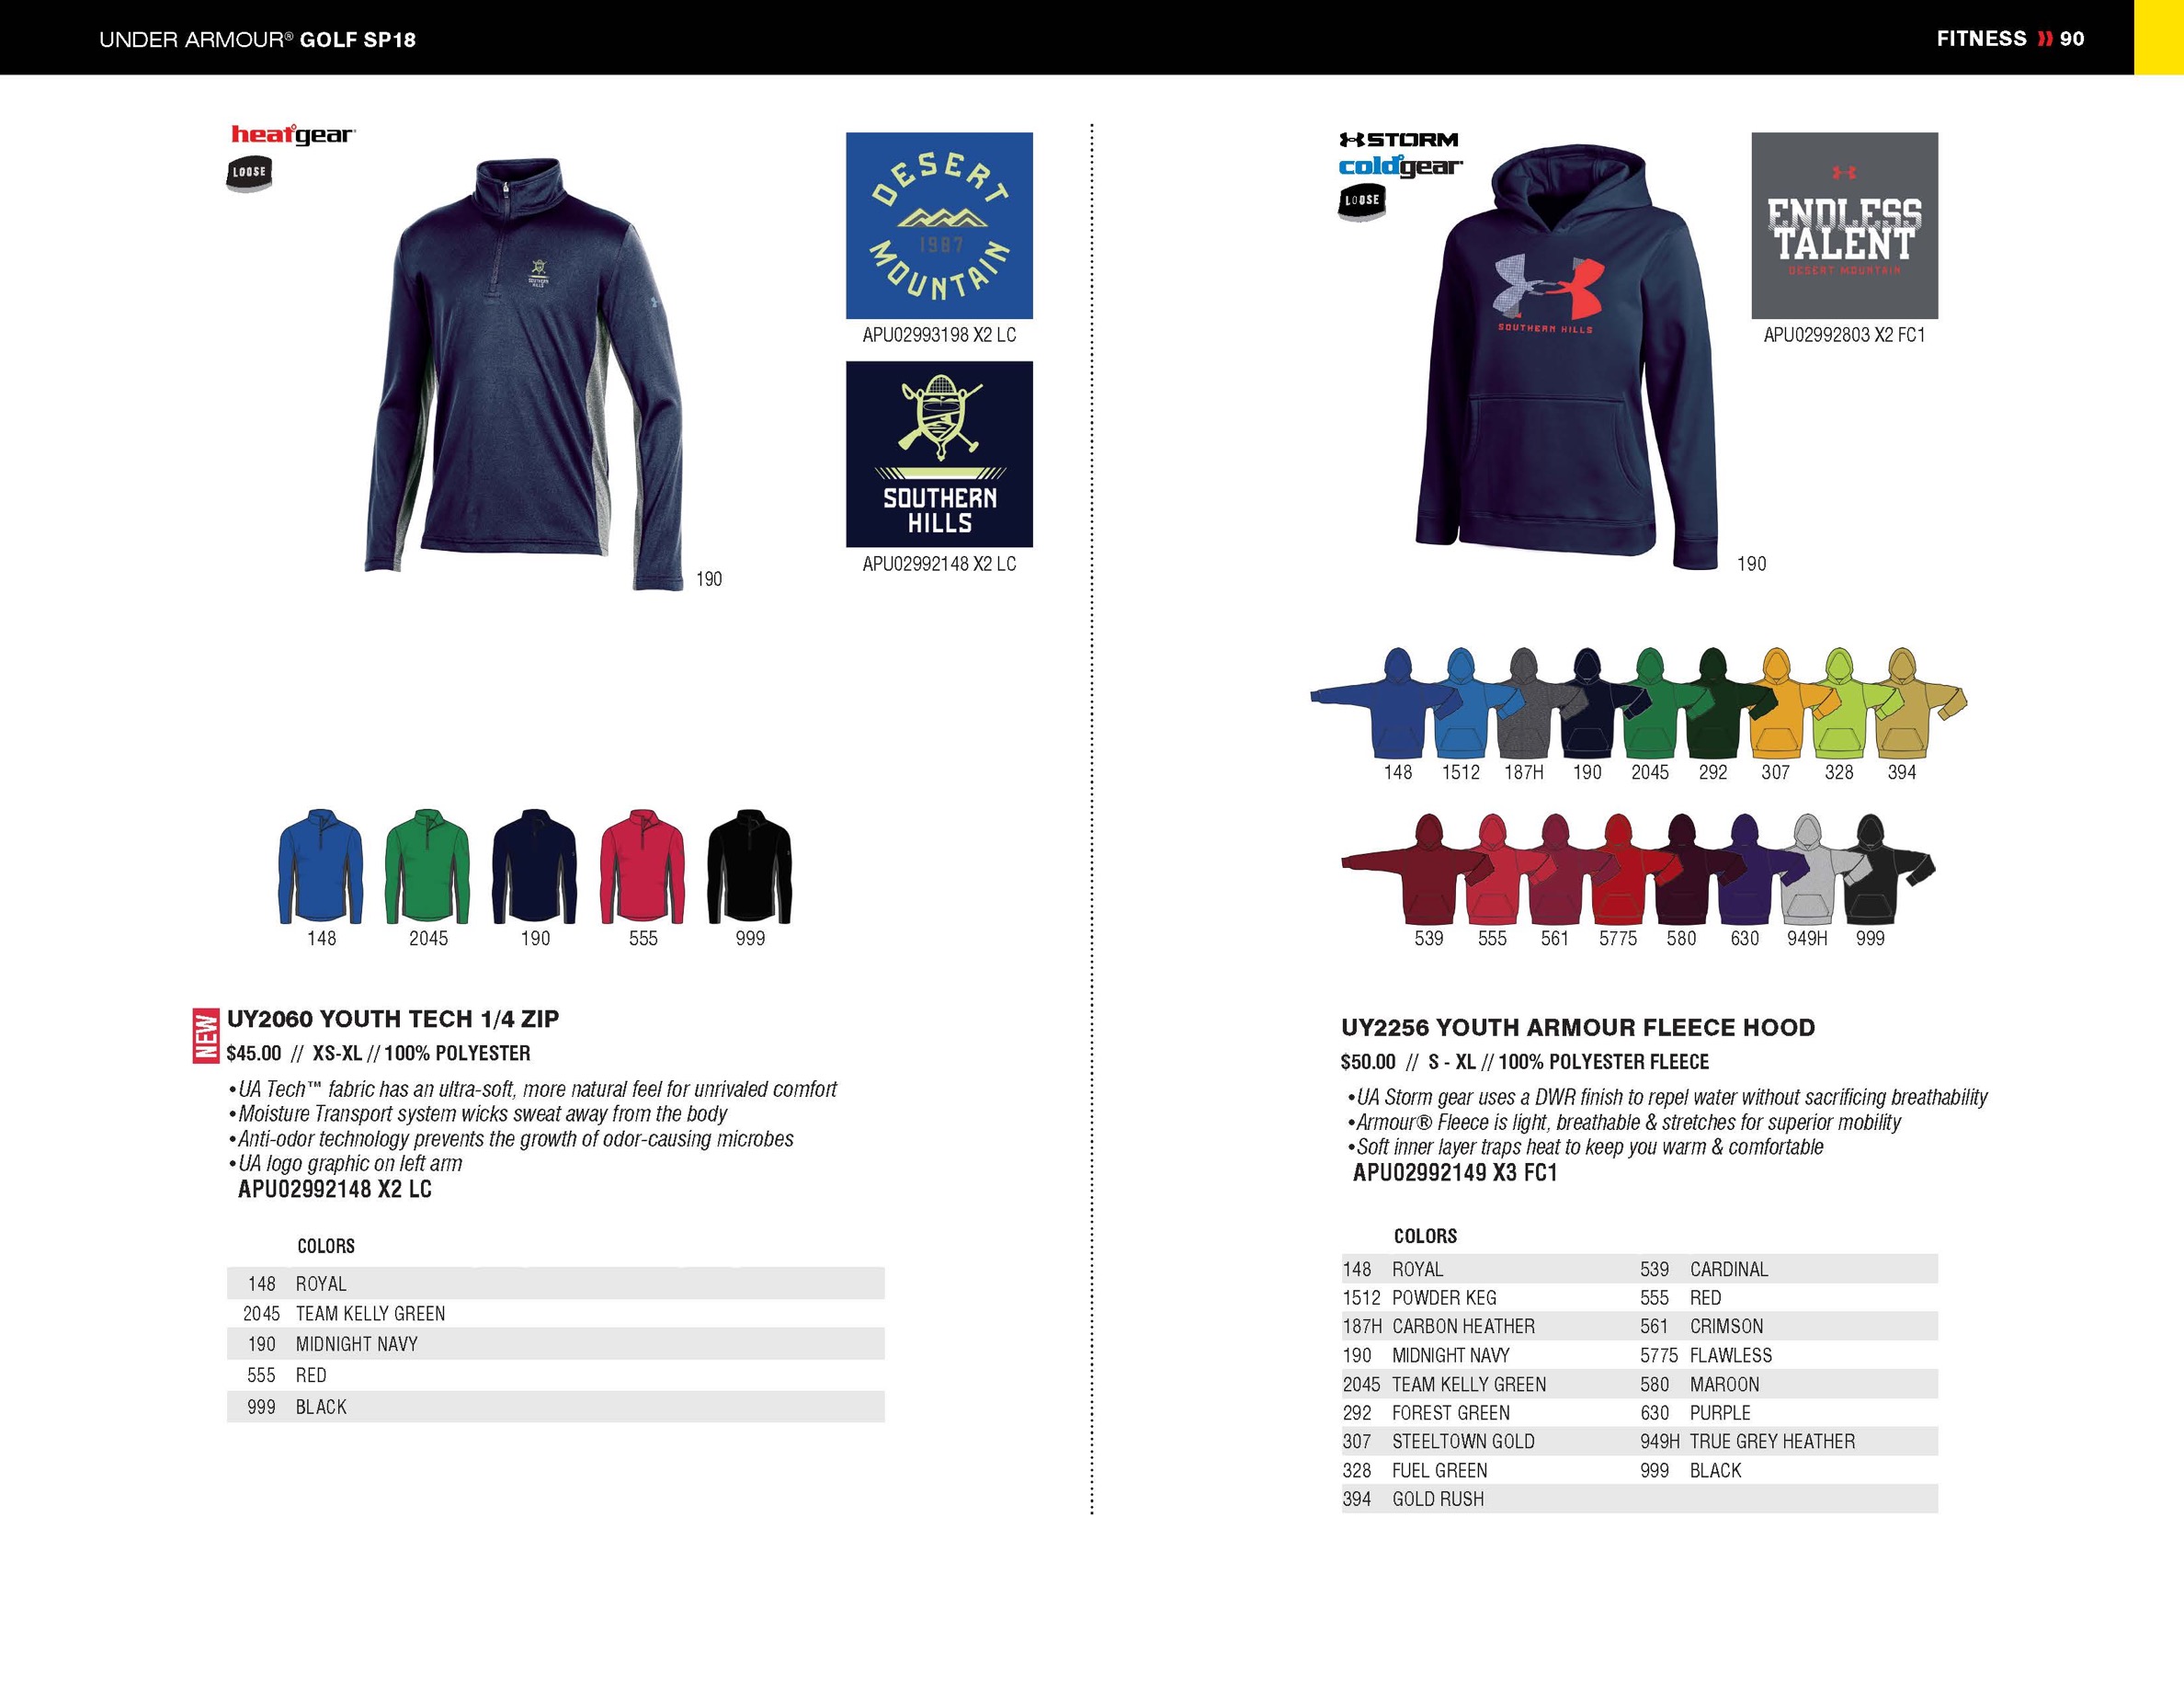 UNDER ARMOUR® GOLF SP18
FITNESS 90
heatgear
LOOSE
SOUTHERN
HILLS
190
DESERT
1987
MOUNTAIN
APU02993198 X2 LC
SOUTHERN
HILLS
APU02992148 X2 LC
148 2045 190 555 999
NEW
UY2060 YOUTH TECH 1/4 ZIP
$45.00 // XS-XL // 100% POLYESTER
•UA Tech™ fabric has an ultra-soft, more natural feel for unrivaled comfort
•Moisture Transport system wicks sweat away from the body
•Anti-odor technology prevents the growth of odor-causing microbes
•UA logo graphic on left arm
APU02992148 X2 LC
COLORS
148 ROYAL
2045 TEAM KELLY GREEN
190 MIDNIGHT NAVY
555 RED
999 BLACK
STORM
coldgear
LOOSE
SOUTHERN HILLS
190
ENDLESS
TALENT
DESERT MOUNTAIN
APU02992803 X2 FC1
148 1512 187H 190 2045 292 307 328 394
539 555 561 5775 580 630 949H 999
UY2256 YOUTH ARMOUR FLEECE HOOD
$50.00 // S - XL // 100% POLYESTER FLEECE
•UA Storm gear uses a DWR finish to repel water without sacrificing breathability
•Armour® Fleece is light, breathable & stretches for superior mobility
•Soft inner layer traps heat to keep you warm & comfortable
APU02992149 X3 FC1
COLORS
148 ROYAL 539 CARDINAL
1512 POWDER KEG 555 RED
187H CARBON HEATHER 561 CRIMSON
190 MIDNIGHT NAVY 5775 FLAWLESS
2045 TEAM KELLY GREEN 580 MAROON
292 FOREST GREEN 630 PURPLE
307 STEELTOWN GOLD 949H TRUE GREY HEATHER
328 FUEL GREEN 999 BLACK
394 GOLD RUSH